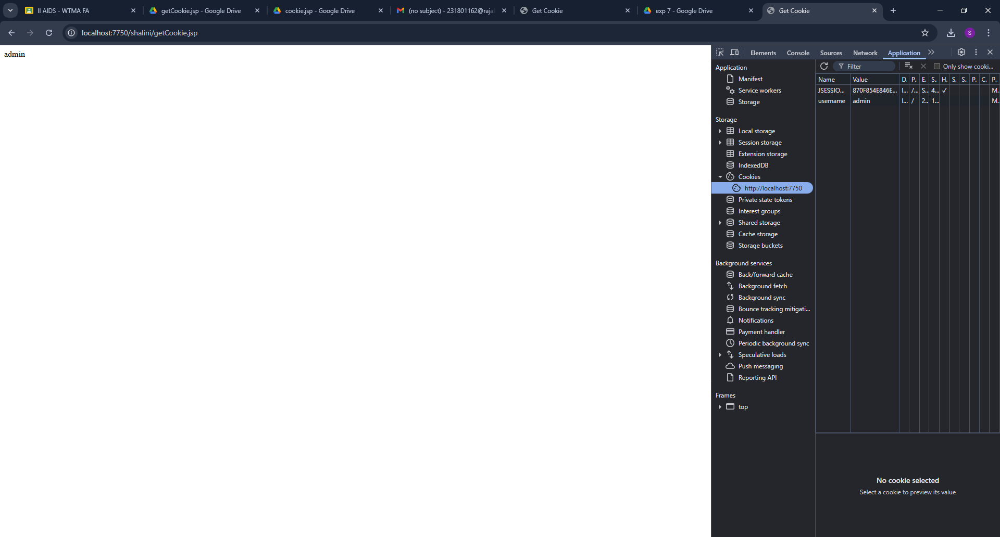 II AIDS - WTMA FA
getCookie.jsp - Google Drive
cookie.jsp - Google Drive
(no subject) - 231801162@raja
Get Cookie
exp 7 - Google Drive
Get Cookie
localhost:7750/shalini/getCookie.jsp
S
admin
Elements Console Sources Network Application
Application
Manifest
Service workers
Storage
Storage
Local storage
Session storage
Extension storage
IndexedDB
Cookies
http://localhost:7750
Private state tokens
Interest groups
Shared storage
Cache storage
Storage buckets
Background services
Back/forward cache
Background fetch
Background sync
Bounce tracking mitigati...
Notifications
Payment handler
Periodic background sync
Speculative loads
Push messaging
Reporting API
Frames
top
Filter
Only show cooki...
Name Value D. P.. E. S.. H. S. S.. P. C. P..
JSESSIO... 870F854E846E... l... /... S... 4... ✓ M..
username admin l... / 2.. 1... M..
No cookie selected
Select a cookie to preview its value